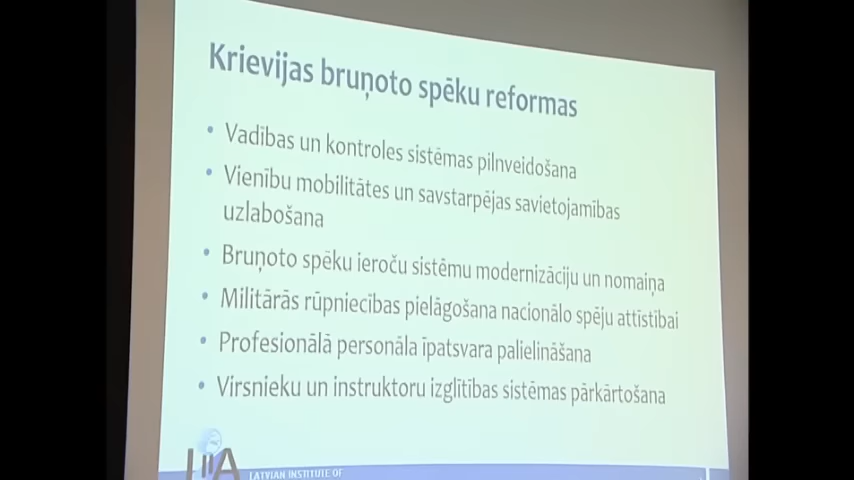 Krievijas bruņoto spēku reformas
• Vadības un kontroles sistēmas pilnveidošana
• Vienību mobilitātes un savstarpējas savietojamības
uzlabošana
• Bruņoto spēku ieroču sistēmu modernizāciju un nomaiņa
• Militārās rūpniecības pielāgošana nacionālo spēju attīstībai
• Profesionālā personāla īpatsvara palielināšana
• Virsnieku un instruktoru izglītības sistēmas pārkārtošana
LATVIAN INSTITUTE OF